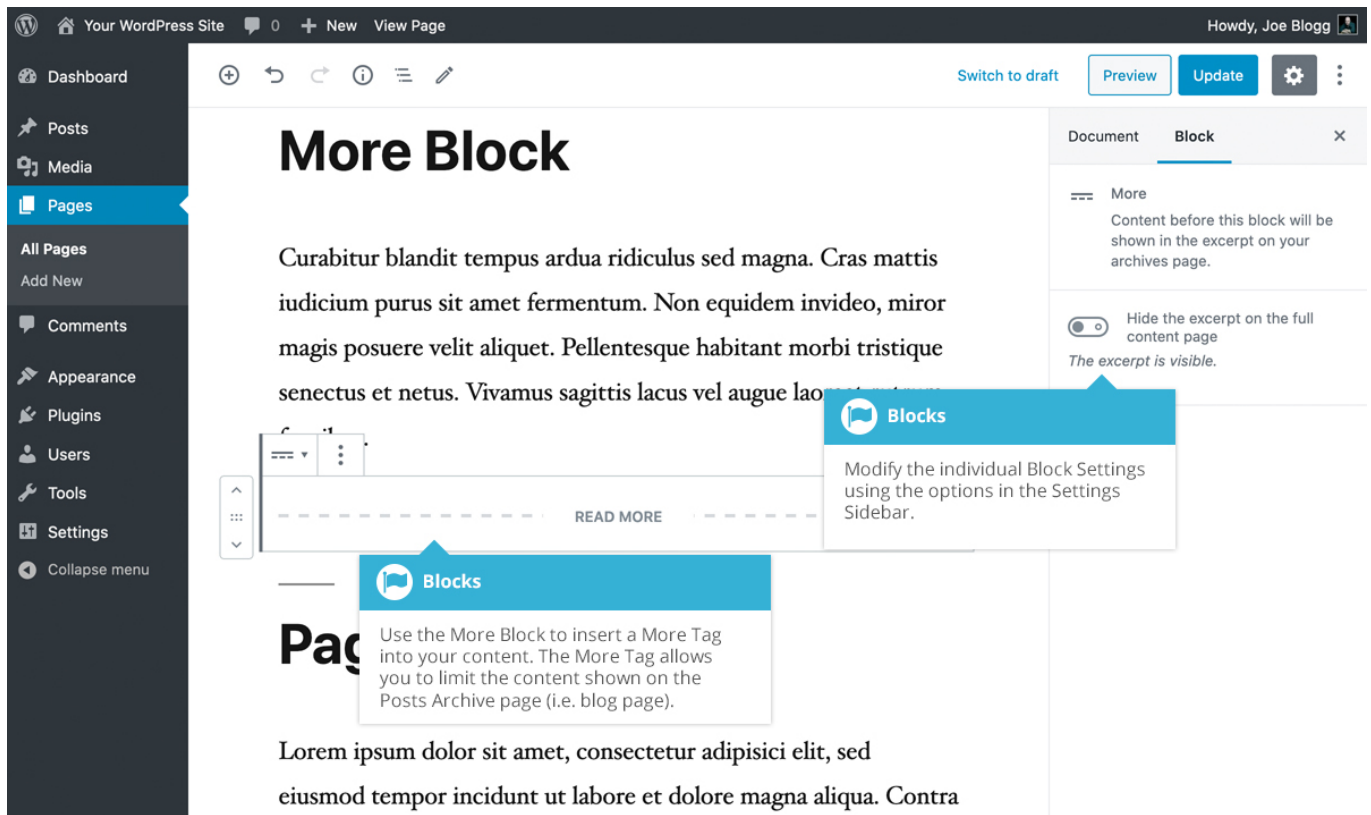 Your WordPress Site 0 New View Page Howdy, Joe Blogg
Dashboard
Posts
Media
Pages
All Pages
Add New
Comments
Appearance
Plugins
Users
Tools
Settings
Collapse menu
Switch to draft Preview Update
More Block
Curabitur blandit tempus ardua ridiculus sed magna. Cras mattis
iudicium purus sit amet fermentum. Non equidem invideo, miror
magis posuere velit aliquet. Pellentesque habitant morbi tristique
senectus et netus. Vivamus sagittis lacus vel augue
READ MORE
Blocks
Use the More Block to insert a More Tag
into your content. The More Tag allows
you to limit the content shown on the
Posts Archive page (i.e. blog page).
Lorem ipsum dolor sit amet, consectetur adipisici elit, sed
eiusmod tempor incidunt ut labore et dolore magna aliqua. Contra
Document Block
More
Content before this block will be
shown in the excerpt on your
archives page.
Hide the excerpt on the full
content page
The excerpt is visible.
Blocks
Modify the individual Block Settings
using the options in the Settings
Sidebar.